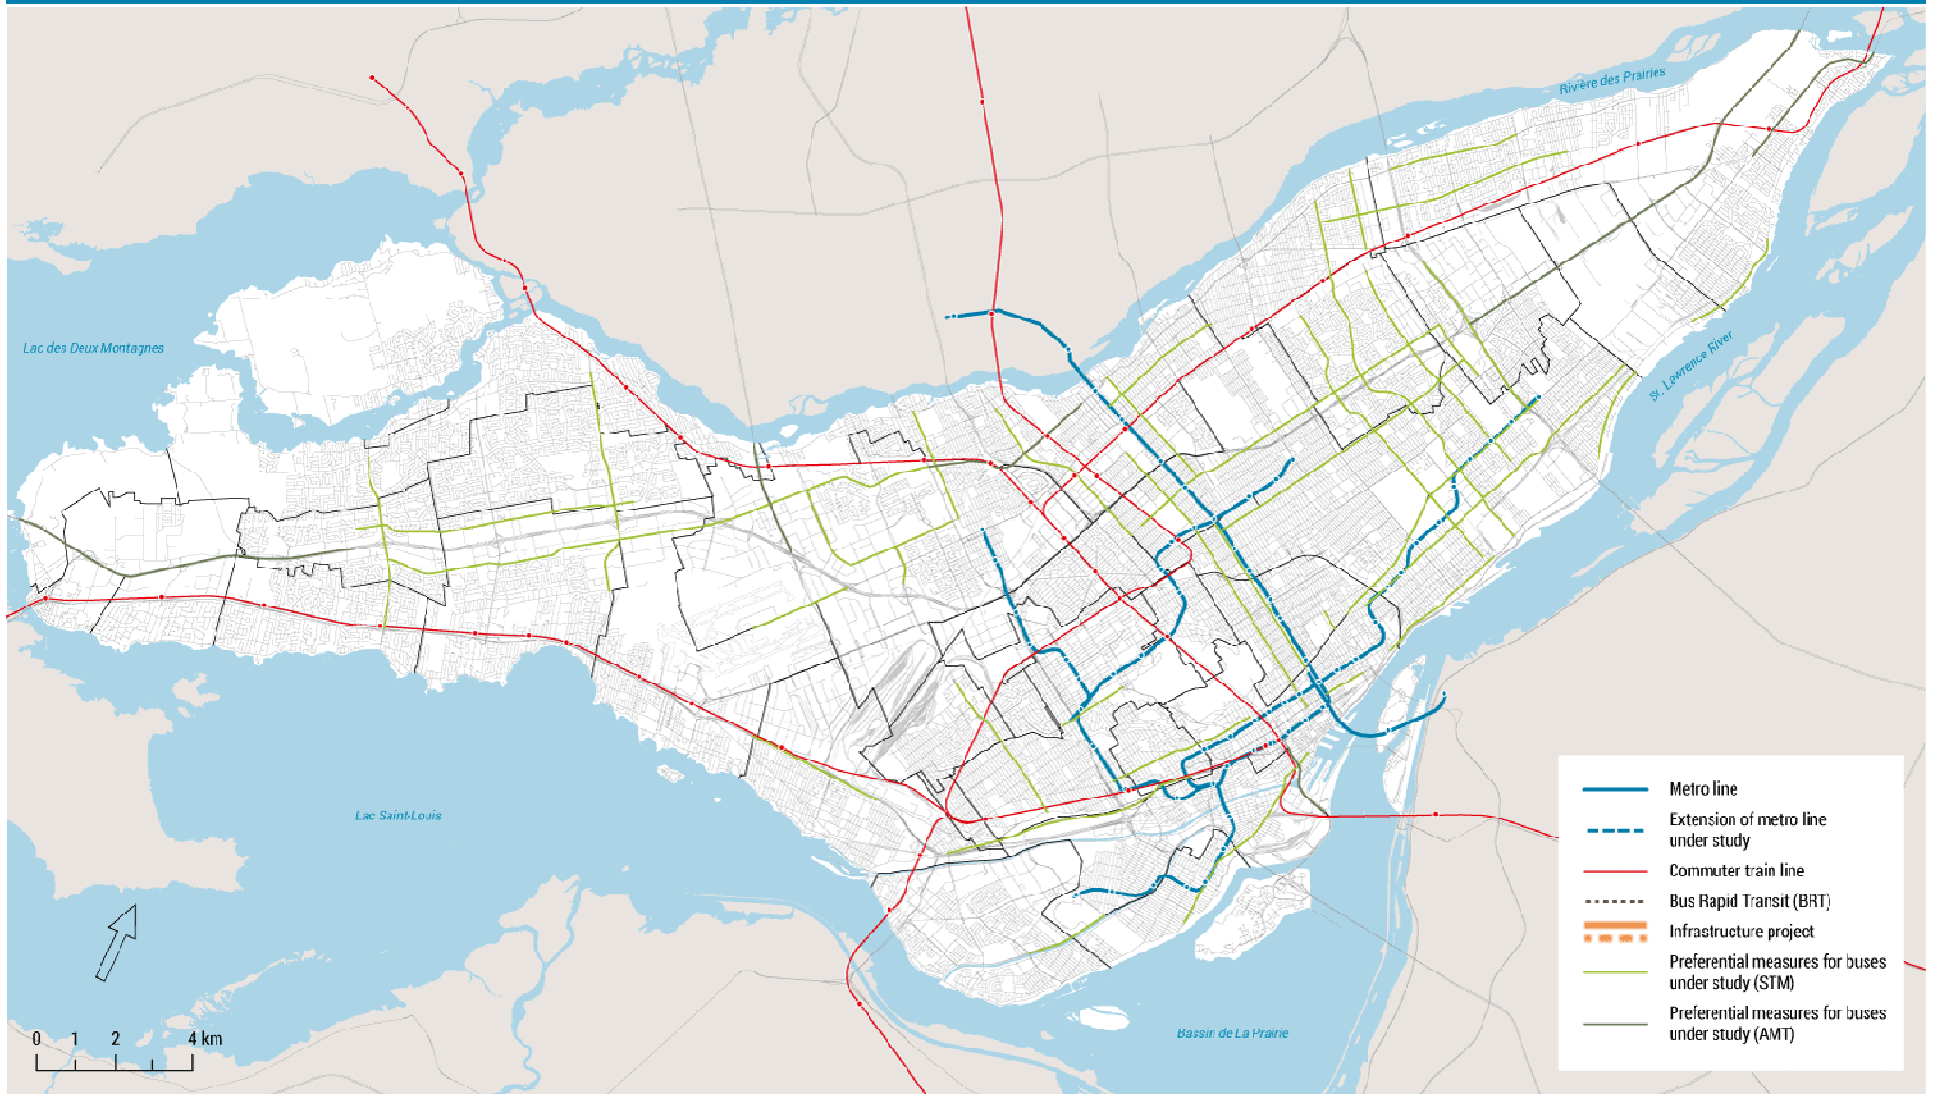 Rivière des Prairies
Lac des Deux Montagnes
St. Lawrence River
Lac Saint-Louis
Bassin de La Prairie
0 1 2 4 km
Metro line
Extension of metro line
under study
Commuter train line
Bus Rapid Transit (BRT)
Infrastructure project
Preferential measures for buses
under study (STM)
Preferential measures for buses
under study (AMT)